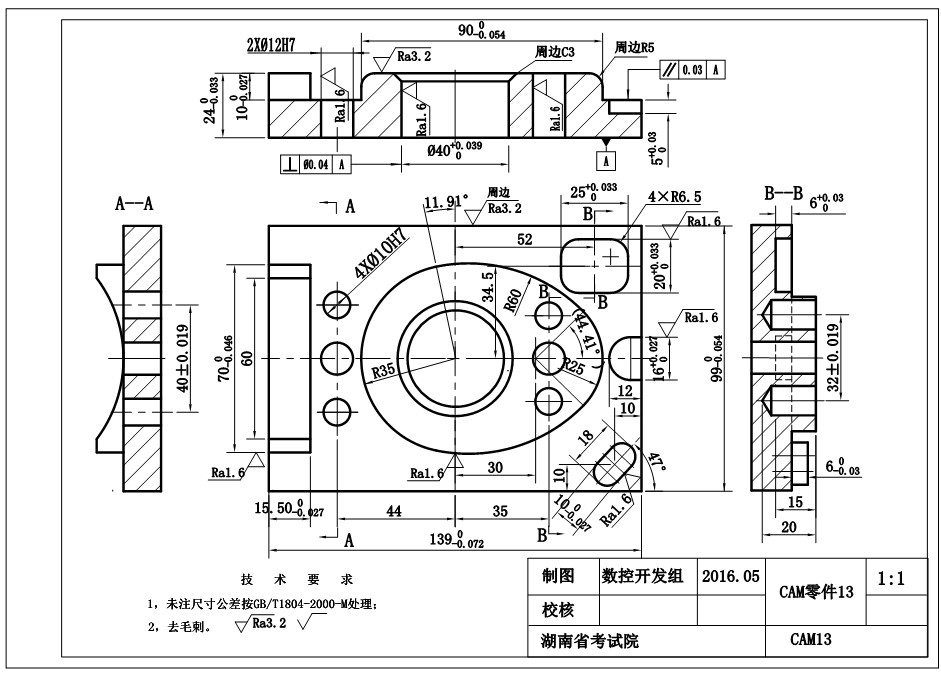 90 0 -0.054
2XØ12H7
Ra3.2
周边C3
周边R5
// 0.03 A
24 0 -0.033
10 0 -0.027
Ra1.6
Ra1.6
Ra1.6
5 +0.03 0
Ø40 +0.039 0
⊥ Ø0.04 A
A
A--A
A
11.91°
周边
Ra3.2
25 +0.033 0
4×R6.5
B--B
6 +0.03 0
B
Ra1.6
52
4XØ10H7
20 +0.033 0
34.5
R60
B
B
44.41°
Ra1.6
40±0.019
70 0 -0.046
60
R35
R25
16 +0.027 0
99 0 -0.054
32±0.019
12
10
18
47°
Ra1.6
Ra1.6
30
10
10 0 -0.027
Ra1.6
6 0 -0.03
15.50 0 -0.027
44
35
15
20
A
139 0 -0.072
B
技 术 要 求
1，未注尺寸公差按GB/T1804-2000-M处理；
2，去毛刺。 Ra3.2
制图 数控开发组 2016.05 CAM零件13 1:1
校核
湖南省考试院 CAM13